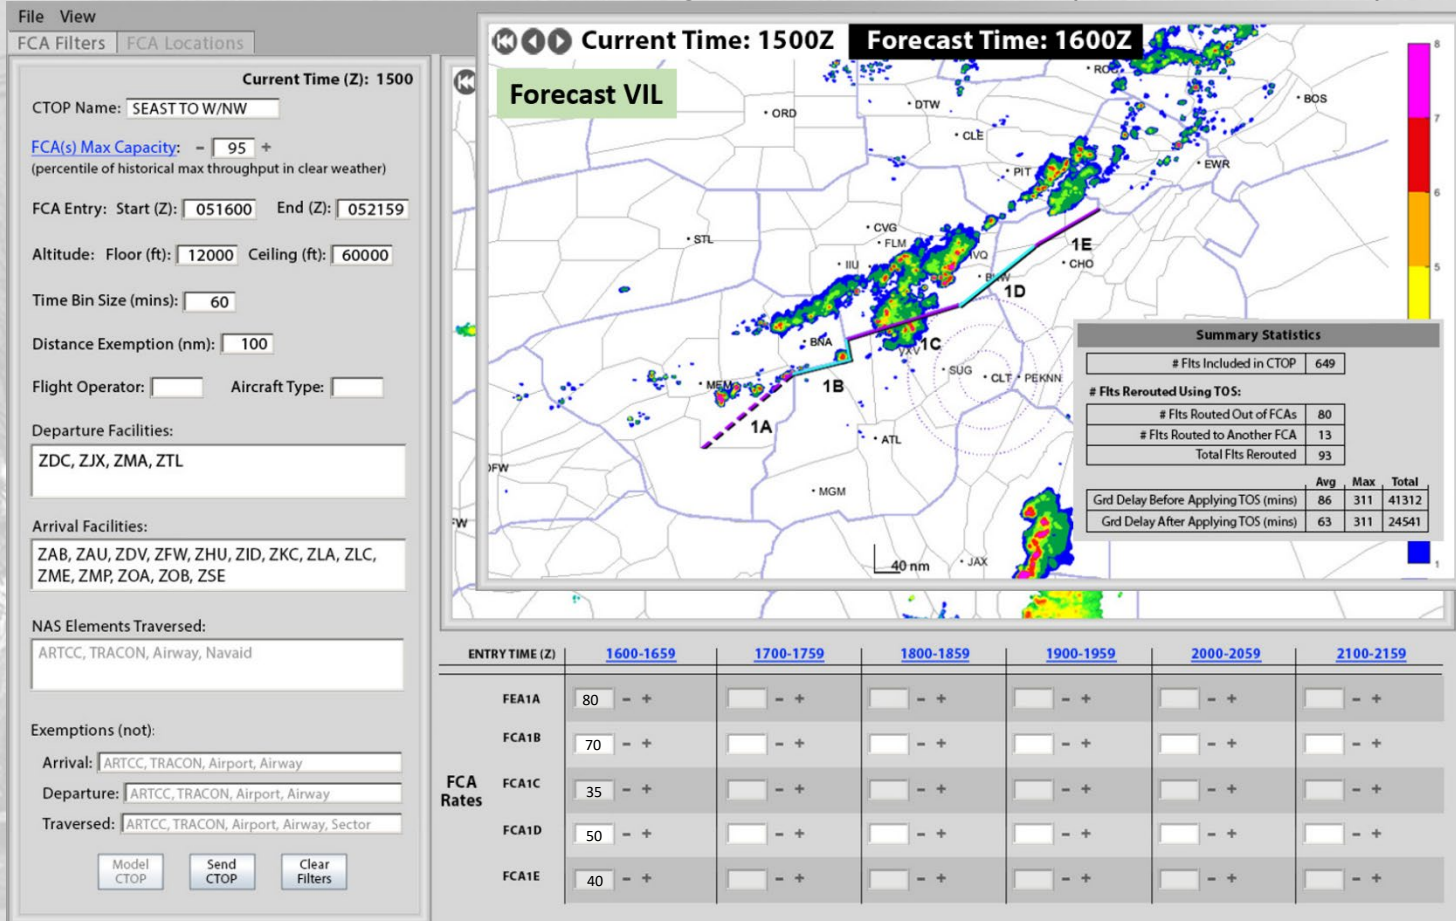 File View
FCA Filters FCA Locations
Current Time (Z): 1500
CTOP Name: SEAST TO W/NW
FCA(s) Max Capacity: - 95 +
(percentile of historical max throughput in clear weather)
FCA Entry: Start (Z): 051600 End (Z): 052159
Altitude: Floor (ft): 12000 Ceiling (ft): 60000
Time Bin Size (mins): 60
Distance Exemption (nm): 100
Flight Operator: Aircraft Type:
Departure Facilities:
ZDC, ZJX, ZMA, ZTL
Arrival Facilities:
ZAB, ZAU, ZDV, ZFW, ZHU, ZID, ZKC, ZLA, ZLC,
ZME, ZMP, ZOA, ZOB, ZSE
NAS Elements Traversed:
ARTCC, TRACON, Airway, Navaid
Exemptions (not):
Arrival: ARTCC, TRACON, Airport, Airway
Departure: ARTCC, TRACON, Airport, Airway
Traversed: ARTCC, TRACON, Airport, Airway, Sector
Model CTOP
Send CTOP
Clear Filters
Current Time: 1500Z Forecast Time: 1600Z
Forecast VIL
ROC
BOS
DTW
ORD
CLE
EWR
PIT
CVG
STL
FLM
1E
IIU
CHO
1D
BNA
1C
VXV
SUG
CLT
PEKNN
MEM
1B
1A
ATL
DFW
MGM
FW
JAX
40 nm
8
7
6
5
1
Summary Statistics
# Flts Included in CTOP 649
# Flts Rerouted Using TOS:
# Flts Routed Out of FCAs 80
# Flts Routed to Another FCA 13
Total Flts Rerouted 93
Avg Max Total
Grd Delay Before Applying TOS (mins) 86 311 41312
Grd Delay After Applying TOS (mins) 63 311 24541
ENTRY TIME (Z) 1600-1659 1700-1759 1800-1859 1900-1959 2000-2059 2100-2159
FCA Rates
FEA1A 80 - + - + - + - + - + - +
FCA1B 70 - + - + - + - + - + - +
FCA1C 35 - + - + - + - + - + - +
FCA1D 50 - + - + - + - + - + - +
FCA1E 40 - + - + - + - + - + - +